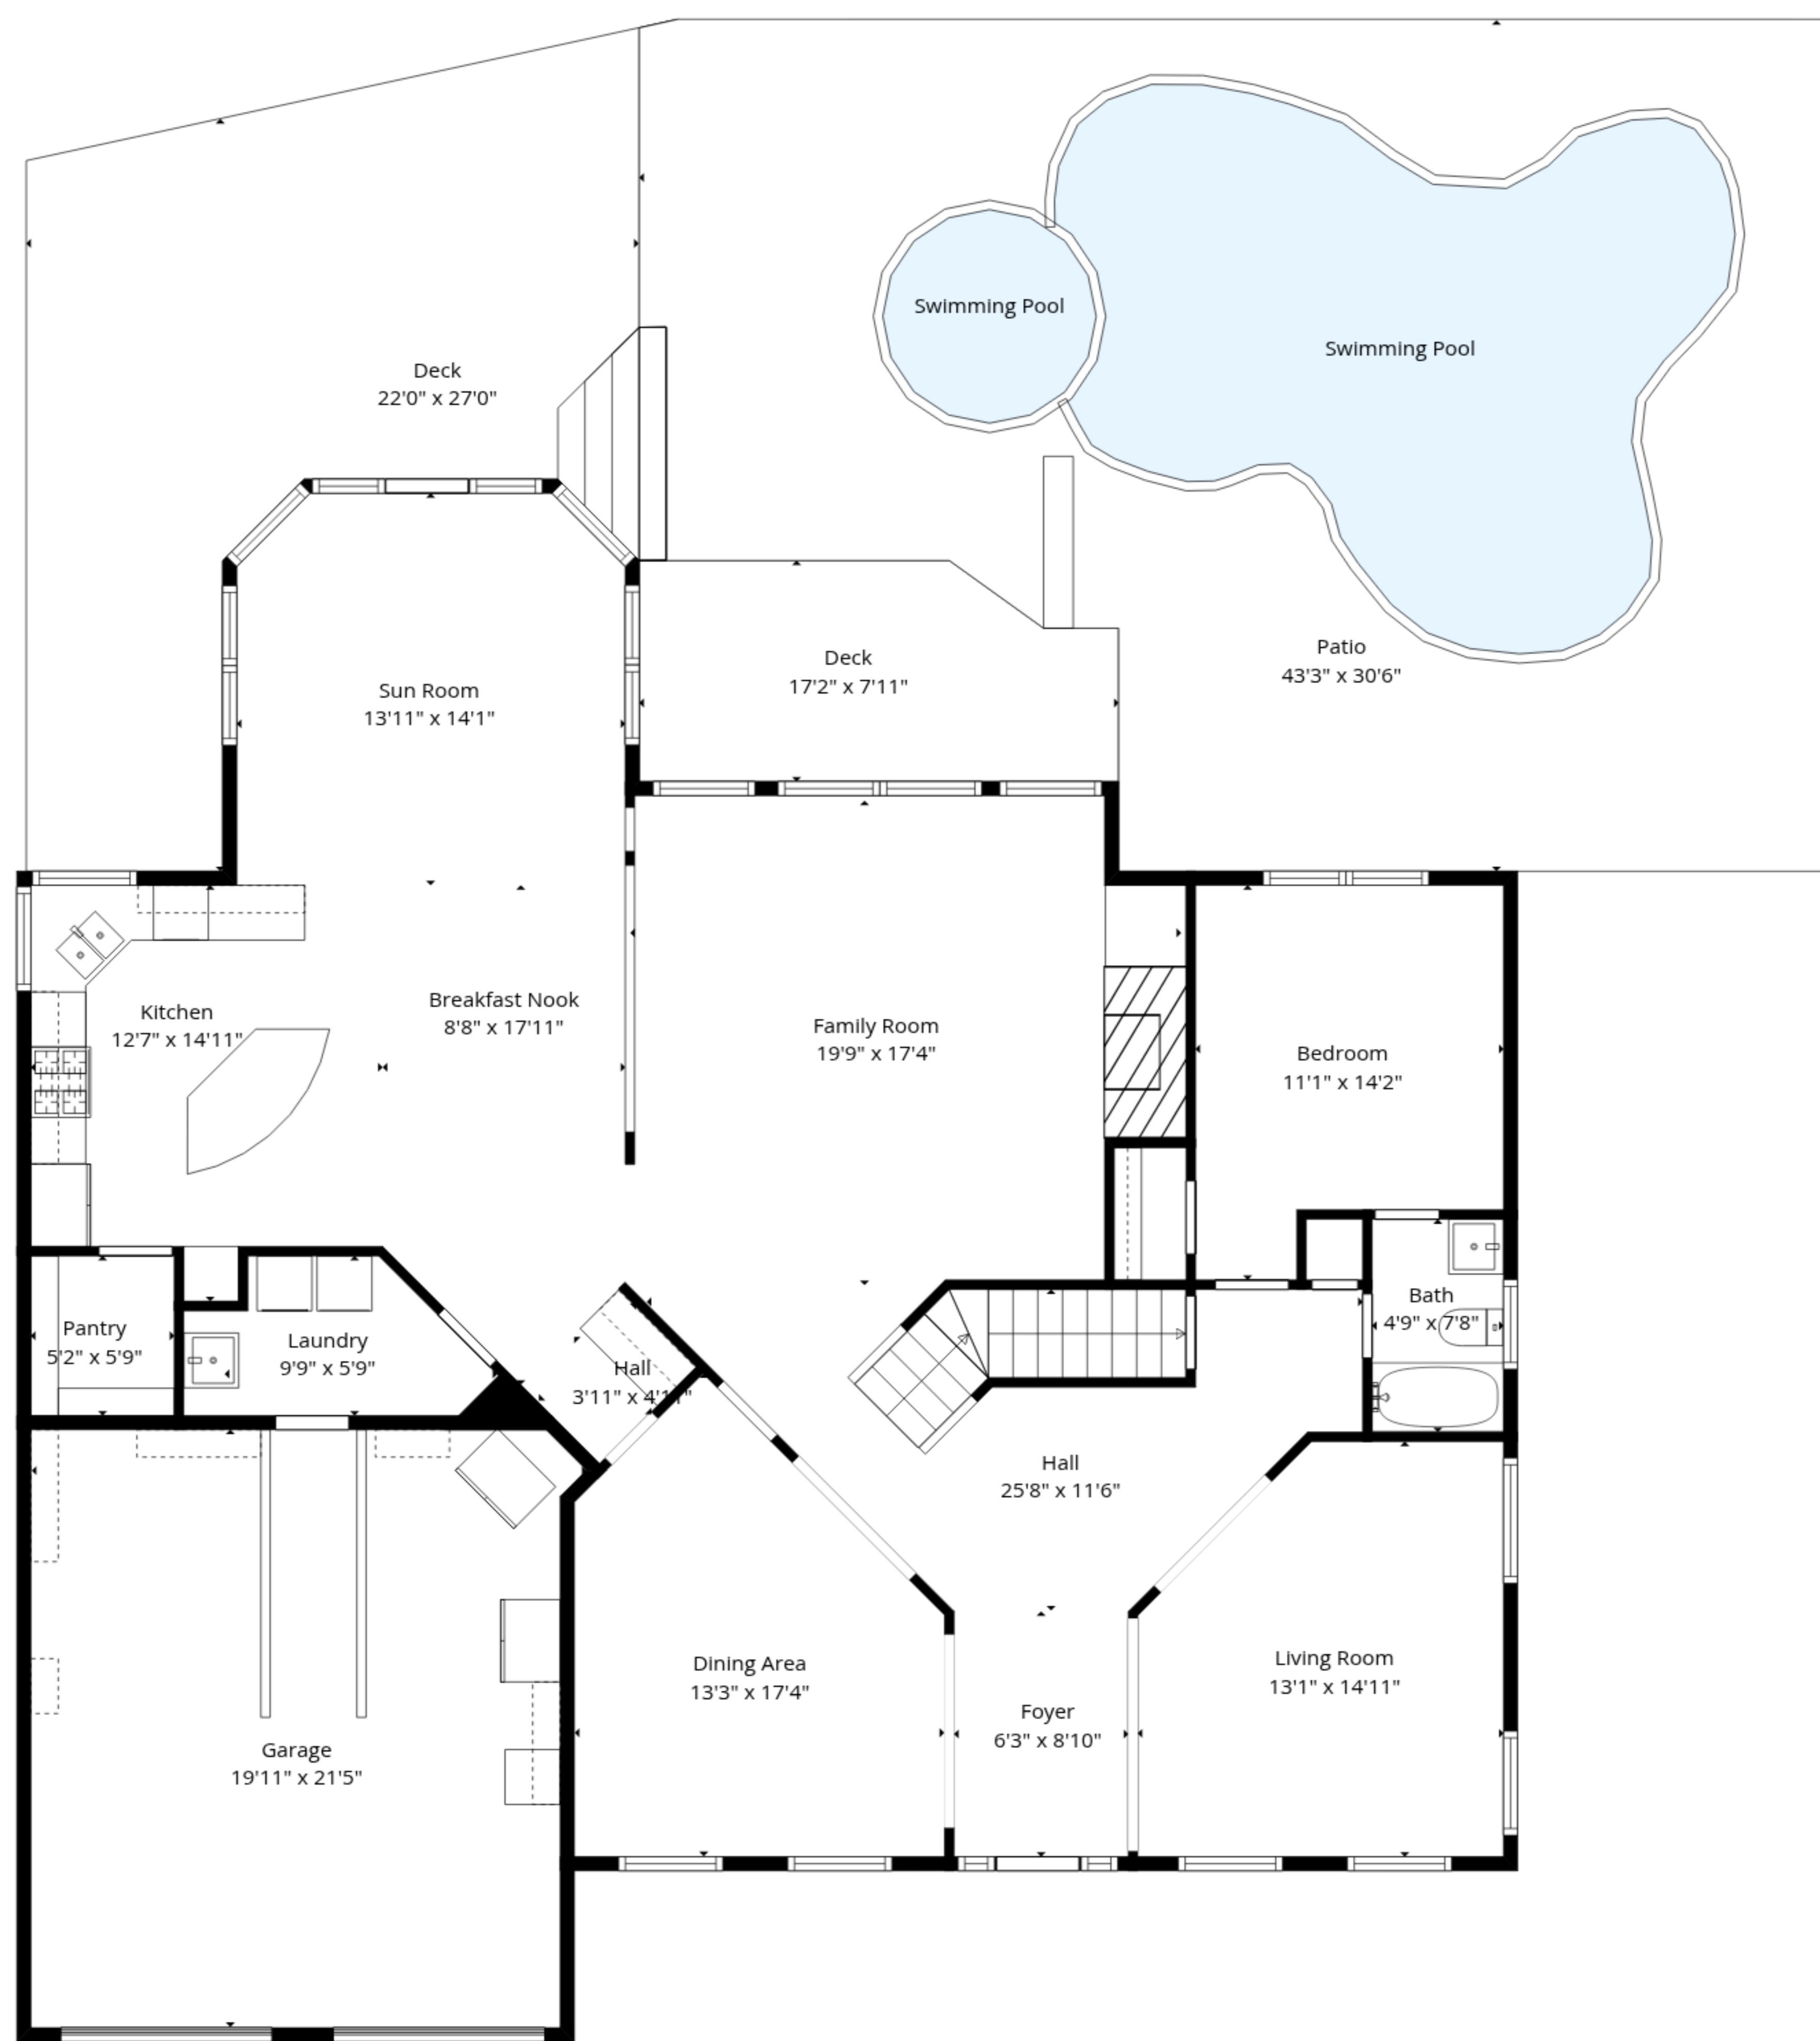 Swimming Pool
Swimming Pool
Deck
22'0" x 27'0"
Patio
43'3" x 30'6"
Deck
17'2" x 7'11"
Sun Room
13'11" x 14'1"
Breakfast Nook
8'8" x 17'11"
Kitchen
12'7" x 14'11"
Family Room
19'9" x 17'4"
Bedroom
11'1" x 14'2"
Bath
4'9" x 7'8"
Pantry
5'2" x 5'9"
Laundry
9'9" x 5'9"
Hall
3'11" x
Hall
25'8" x 11'6"
Dining Area
13'3" x 17'4"
Living Room
13'1" x 14'11"
Foyer
6'3" x 8'10"
Garage
19'11" x 21'5"